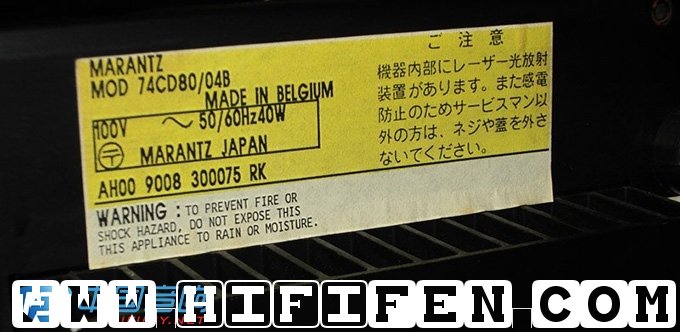 MARANTZ
MOD 74CD80/04B
MADE IN BELGIUM
100V ～ 50/60Hz40W
MARANTZ JAPAN
AH00 9008 300075 RK
WARNING : TO PREVENT FIRE OR
SHOCK HAZARD, DO NOT EXPOSE THIS
THIS APPLIANCE TO RAIN OR MOISTURE.
ご注意
機器内部にレーザー光放射
装置があります。また感電
防止のためサービスマン以
外の方は、ネジや蓋を外さ
ないでください。
WWW.HIFIFEN.COM